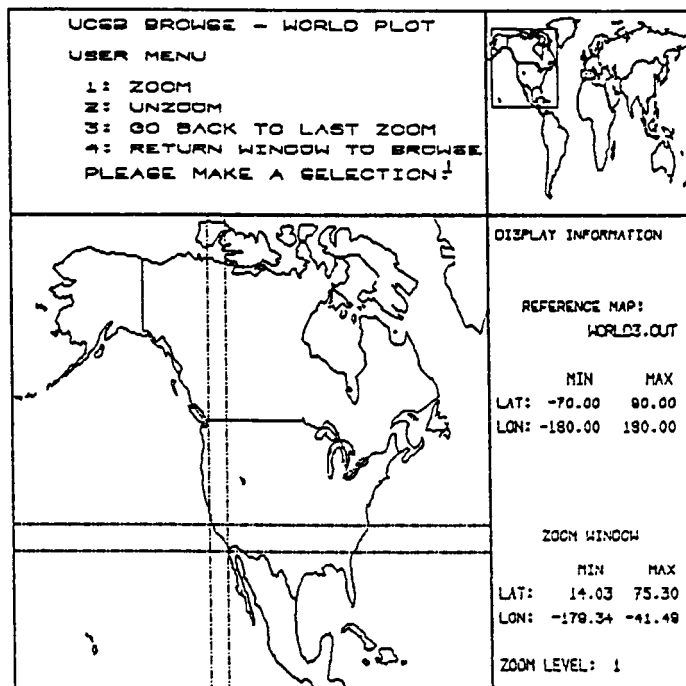 UCSB BROWSE - WORLD PLOT
USER MENU
1: ZOOM
2: UNZOOM
3: GO BACK TO LAST ZOOM
4: RETURN WINDOW TO BROWSE
PLEASE MAKE A SELECTION: 1
DISPLAY INFORMATION
REFERENCE MAP:
WORLD3.OUT
MIN MAX
LAT: -70.00 90.00
LON: -180.00 180.00
ZOOM WINDOW
MIN MAX
LAT: 14.03 75.30
LON: -179.34 -41.49
ZOOM LEVEL: 1